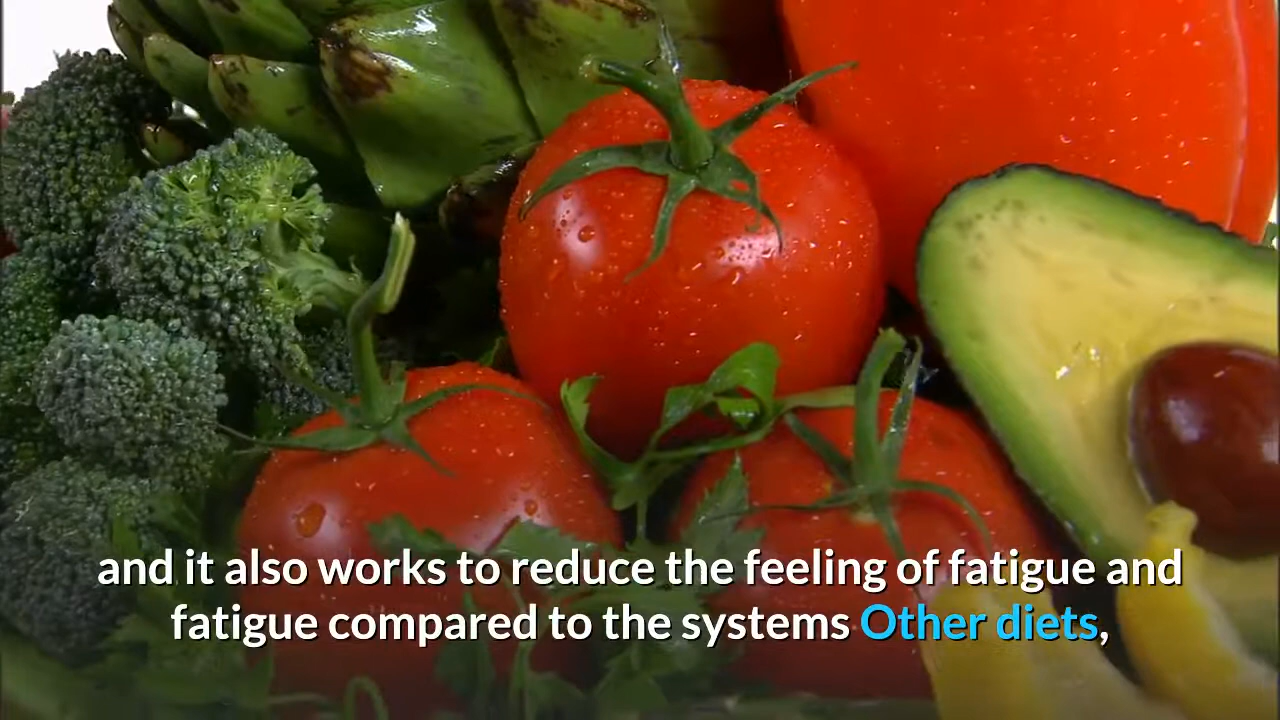 and it also works to reduce the feeling of fatigue and
fatigue compared to the systems Other diets,